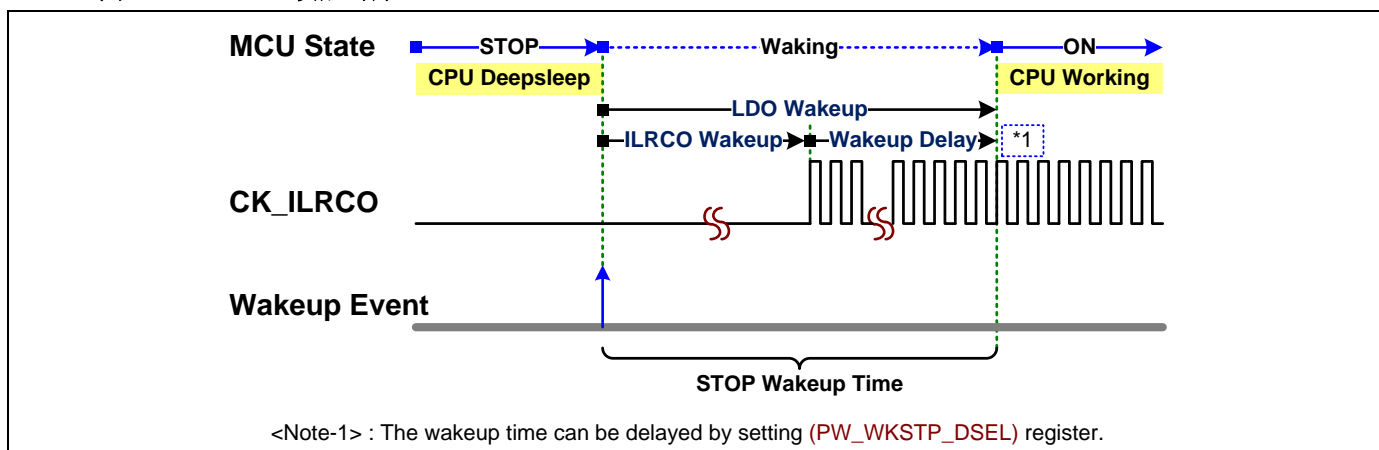 MCU State
STOP
Waking
ON
CPU Deepsleep
CPU Working
LDO Wakeup
ILRCO Wakeup
Wakeup Delay
*1
CK_ILRCO
Wakeup Event
STOP Wakeup Time
<Note-1> : The wakeup time can be delayed by setting (PW_WKSTP_DSEL) register.